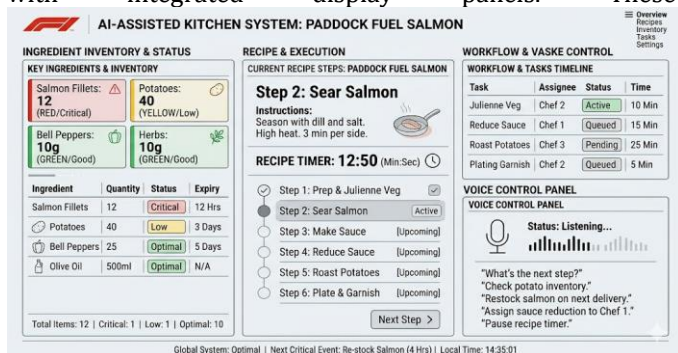 with integrated display panels. These
F1 AI-ASSISTED KITCHEN SYSTEM: PADDOCK FUEL SALMON
Overview
Recipes
Inventory
Tasks
Settings
INGREDIENT INVENTORY & STATUS
KEY INGREDIENTS & INVENTORY
Salmon Fillets:
12
(RED/Critical)
Potatoes:
40
(YELLOW/Low)
Bell Peppers:
10g
(GREEN/Good)
Herbs:
10g
(GREEN/Good)
Ingredient Quantity Status Expiry
Salmon Fillets 12 Critical 12 Hrs
Potatoes 40 Low 3 Days
Bell Peppers 25 Optimal 5 Days
Olive Oil 500ml Optimal N/A
Total Items: 12 | Critical: 1 | Low: 1 | Optimal: 10
RECIPE & EXECUTION
CURRENT RECIPE STEPS: PADDOCK FUEL SALMON
Step 2: Sear Salmon
Instructions:
Season with dill and salt.
High heat. 3 min per side.
RECIPE TIMER: 12:50 (Min:Sec)
Step 1: Prep & Julienne Veg
Step 2: Sear Salmon Active
Step 3: Make Sauce [Upcoming]
Step 4: Reduce Sauce [Upcoming]
Step 5: Roast Potatoes [Upcoming]
Step 6: Plate & Garnish [Upcoming]
Next Step >
WORKFLOW & VASKE CONTROL
WORKFLOW & TASKS TIMELINE
Task Assignee Status Time
Julienne Veg Chef 2 Active 10 Min
Reduce Sauce Chef 1 Queued 15 Min
Roast Potatoes Chef 3 Pending 25 Min
Plating Garnish Chef 2 Queued 5 Min
VOICE CONTROL PANEL
VOICE CONTROL PANEL
Status: Listening...
"What's the next step?"
"Check potato inventory."
"Restock salmon on next delivery."
"Assign sauce reduction to Chef 1."
"Pause recipe timer."
Global System: Optimal | Next Critical Event: Re-stock Salmon (4 Hrs) | Local Time: 14:35:01